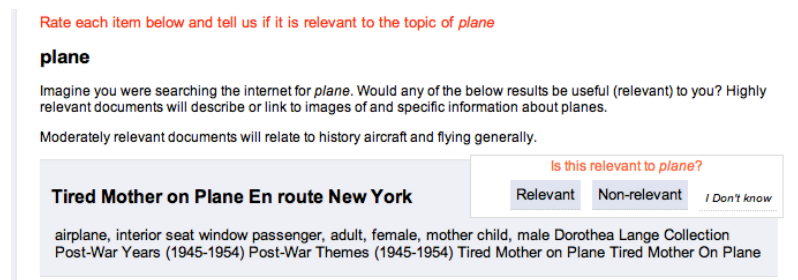 Rate each item below and tell us if it is relevant to the topic of plane
plane
Imagine you were searching the internet for plane. Would any of the below results be useful (relevant) to you? Highly
relevant documents will describe or link to images of and specific information about planes.
Moderately relevant documents will relate to history aircraft and flying generally.
Is this relevant to plane?
Tired Mother on Plane En route New York
Relevant Non-relevant I Don't know
airplane, interior seat window passenger, adult, female, mother child, male Dorothea Lange Collection
Post-War Years (1945-1954) Post-War Themes (1945-1954) Tired Mother on Plane Tired Mother On Plane